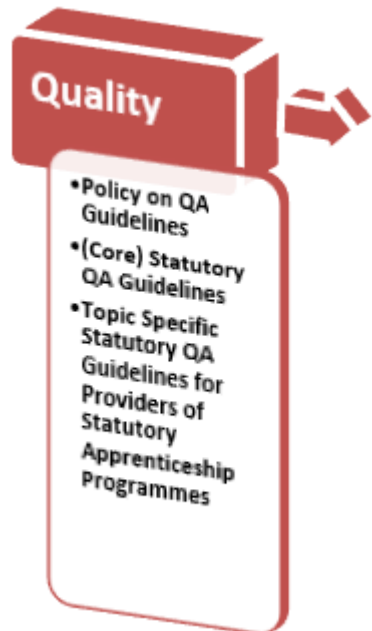 Quality
•Policy on QA
Guidelines
•(Core) Statutory
QA Guidelines
•Topic Specific
Statutory QA
Guidelines for
Providers of
Statutory
Apprenticeship
Programmes